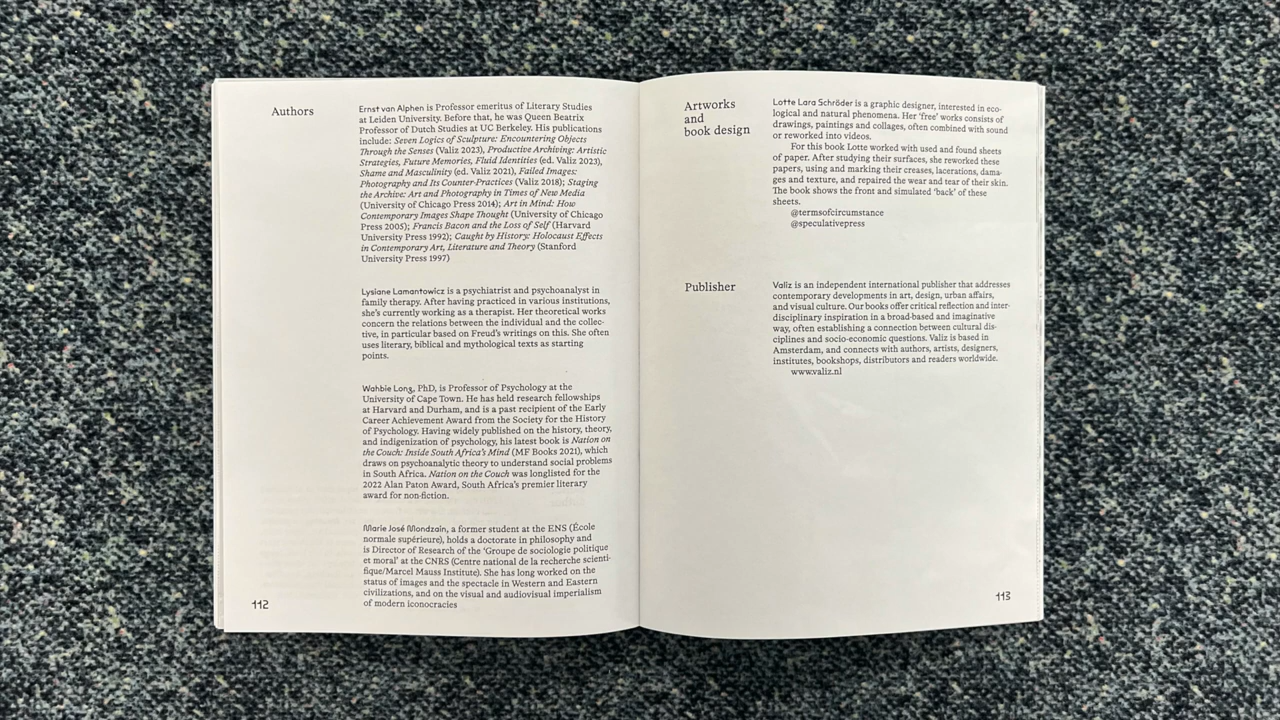 Authors
Ernst van Alphen is Professor emeritus of Literary Studies
at Leiden University. Before that, he was Queen Beatrix
Professor of Dutch Studies at UC Berkeley. His publications
include: Seven Logics of Sculpture: Encountering Objects
Through the Senses (Valiz 2023), Productive Archiving: Artistic
Strategies, Future Memories, Fluid Identities (ed. Valiz 2023),
Shame and Masculinity (ed. Valiz 2021), Failed Images:
Photography and Its Counter-Practices (Valiz 2018); Staging
the Archive: Art and Photography in Times of New Media
(University of Chicago Press 2014); Art in Mind: How
Contemporary Images Shape Thought (University of Chicago
Press 2005); Francis Bacon and the Loss of Self (Harvard
University Press 1992); Caught by History: Holocaust Effects
in Contemporary Art, Literature and Theory (Stanford
University Press 1997)
Lysiane Lamantowicz is a psychiatrist and psychoanalyst in
family therapy. After having practiced in various institutions,
she's currently working as a therapist. Her theoretical works
concern the relations between the individual and the collec-
tive, in particular based on Freud's writings on this. She often
uses literary, biblical and mythological texts as starting
points.
Wahbie Long, PhD, is Professor of Psychology at the
University of Cape Town. He has held research fellowships
at Harvard and Durham, and is a past recipient of the Early
Career Achievement Award from the Society for the History
of Psychology. Having widely published on the history, theory,
and indigenization of psychology, his latest book is Nation on
the Couch: Inside South Africa's Mind (MF Books 2021), which
draws on psychoanalytic theory to understand social problems
in South Africa. Nation on the Couch was longlisted for the
2022 Alan Paton Award, South Africa's premier literary
award for non-fiction.
Marie José Mondzain, a former student at the ENS (École
normale supérieure), holds a doctorate in philosophy and
is Director of Research of the 'Groupe de sociologie politique
et moral' at the CNRS (Centre national de la recherche scienti-
fique/Marcel Mauss Institute). She has long worked on the
status of images and the spectacle in Western and Eastern
civilizations, and on the visual and audiovisual imperialism
of modern iconocracies
112
Artworks
and
book design
Lotte Lara Schröder is a graphic designer, interested in eco-
logical and natural phenomena. Her 'free' works consists of
drawings, paintings and collages, often combined with sound
or reworked into videos.
For this book Lotte worked with used and found sheets
of paper. After studying their surfaces, she reworked these
papers, using and marking their creases, lacerations, dama-
ges and texture, and repaired the wear and tear of their skin.
The book shows the front and simulated 'back' of these
sheets.
@termsofcircumstance
@speculativepress
Publisher
Valiz is an independent international publisher that addresses
contemporary developments in art, design, urban affairs,
and visual culture. Our books offer critical reflection and inter-
disciplinary inspiration in a broad-based and imaginative
way, often establishing a connection between cultural dis-
ciplines and socio-economic questions. Valiz is based in
Amsterdam, and connects with authors, artists, designers,
institutes, bookshops, distributors and readers worldwide.
www.valiz.nl
113